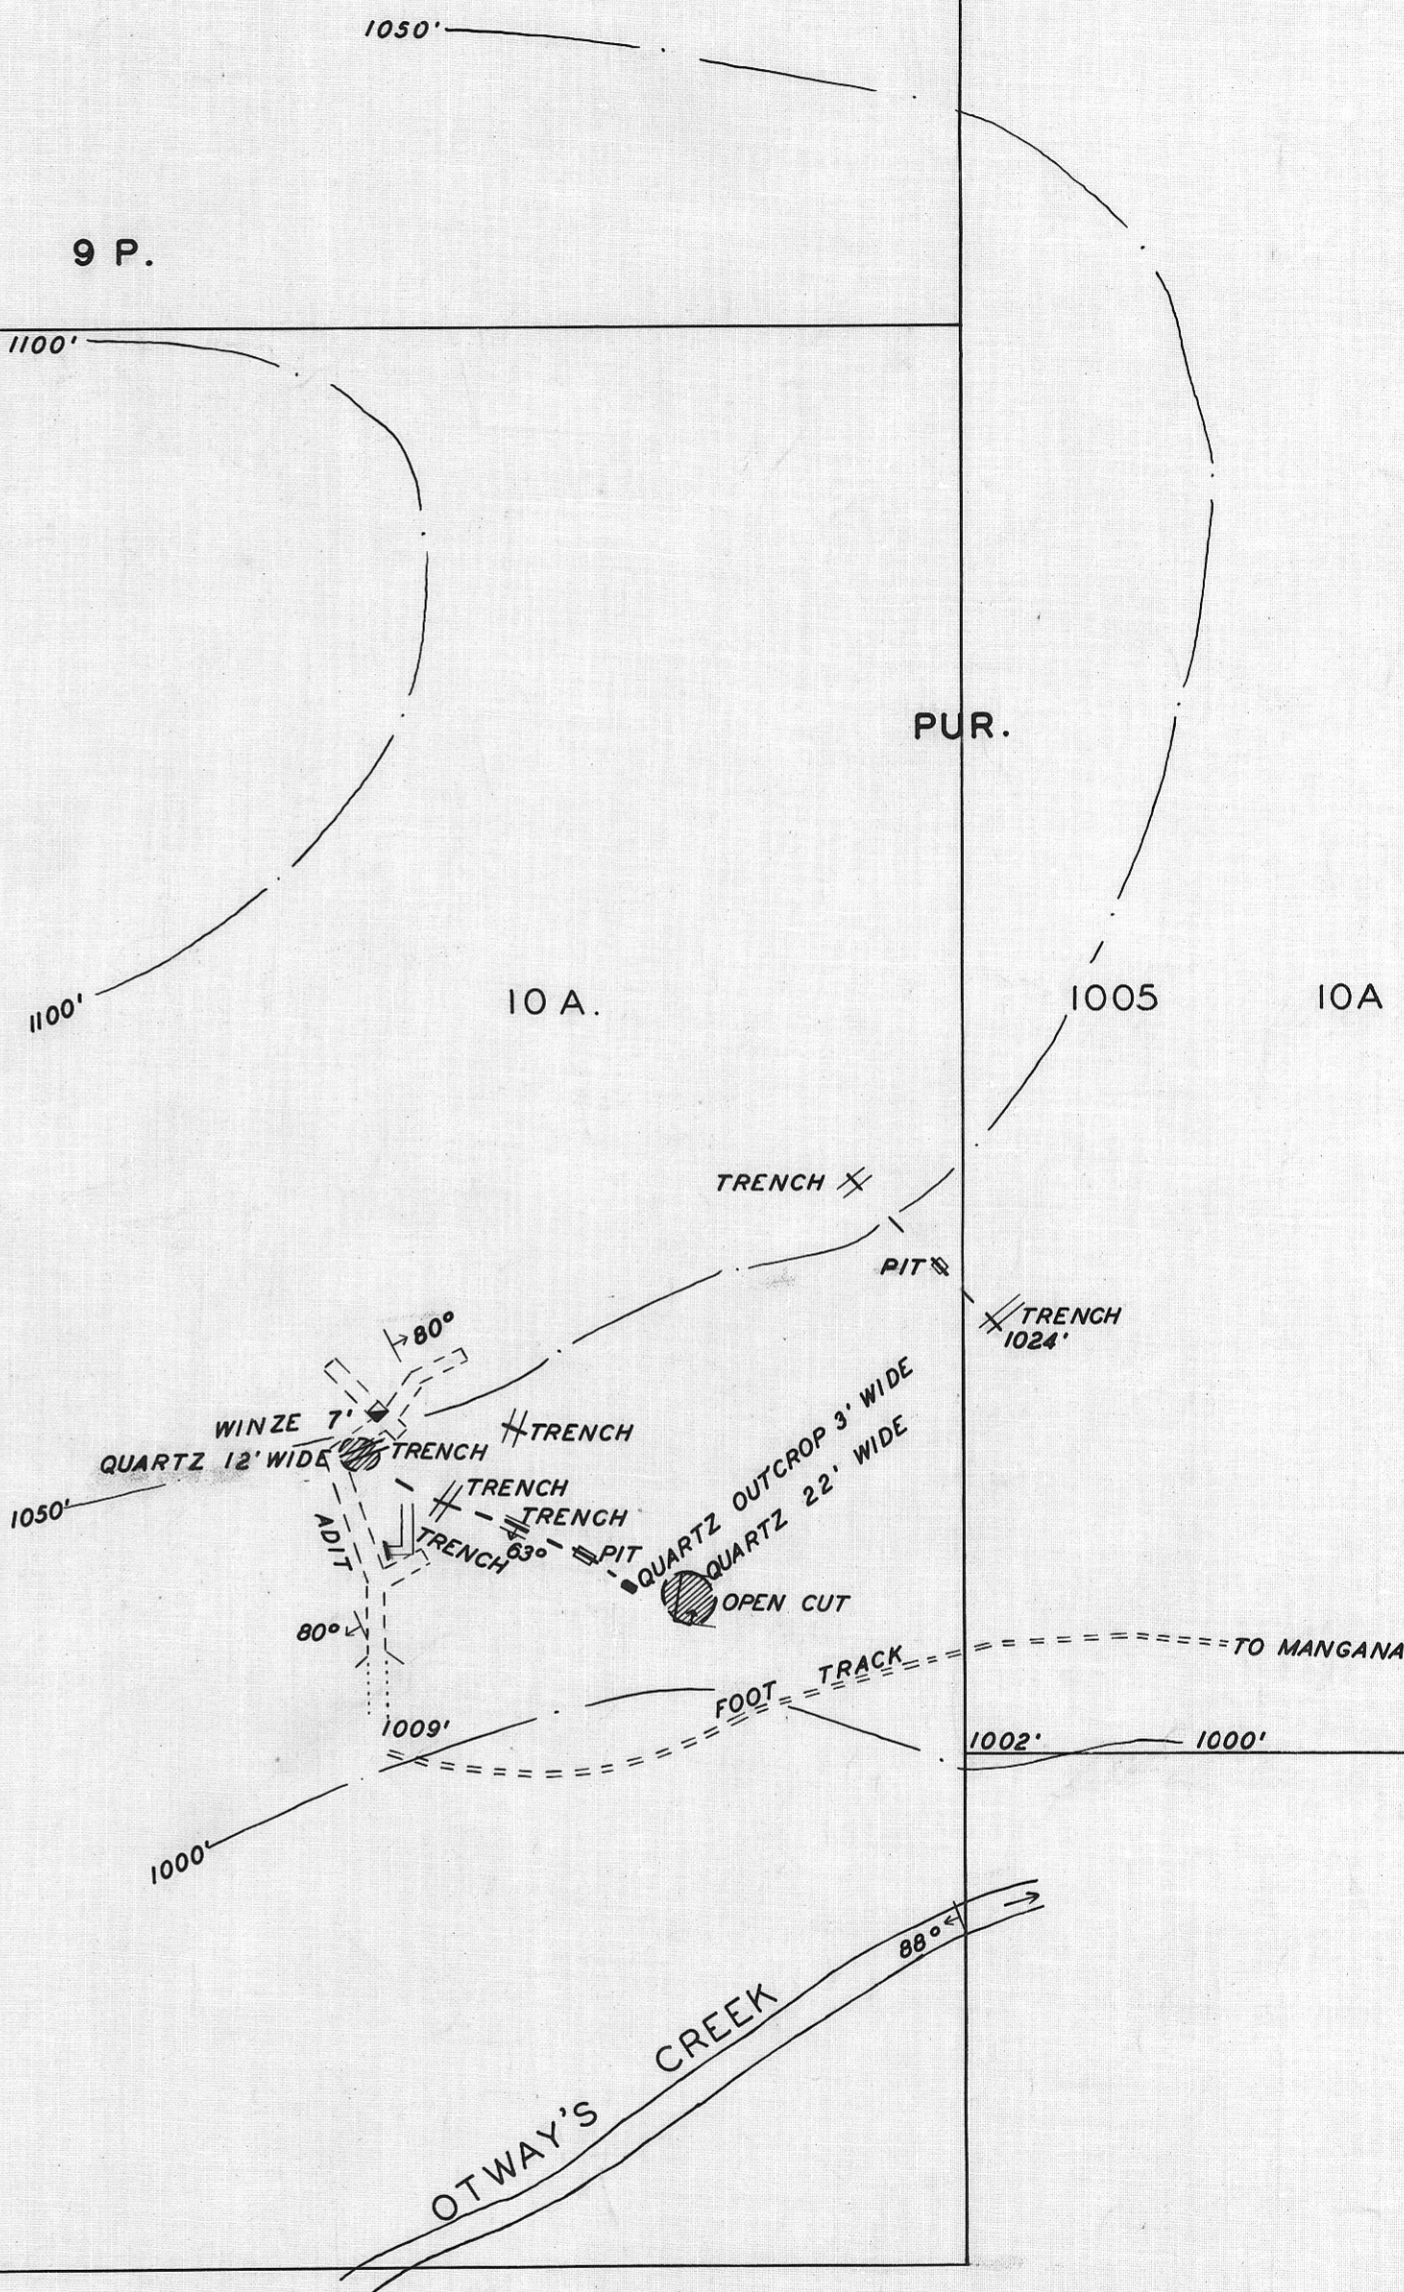 1050'
9 P.
1100'
PUR.
1100'
10 A.
1005
10A
TRENCH
PIT
TRENCH
1024'
80°
WINZE 7'
QUARTZ 12' WIDE
TRENCH
TRENCH
QUARTZ OUTCROP 3' WIDE
QUARTZ 22' WIDE
1050'
TRENCH
TRENCH
ADIT
TRENCH
63°
PIT
OPEN CUT
80°
FOOT TRACK
TO MANGANA
1009'
1002'
1000'
1000'
88°
OTWAY'S CREEK